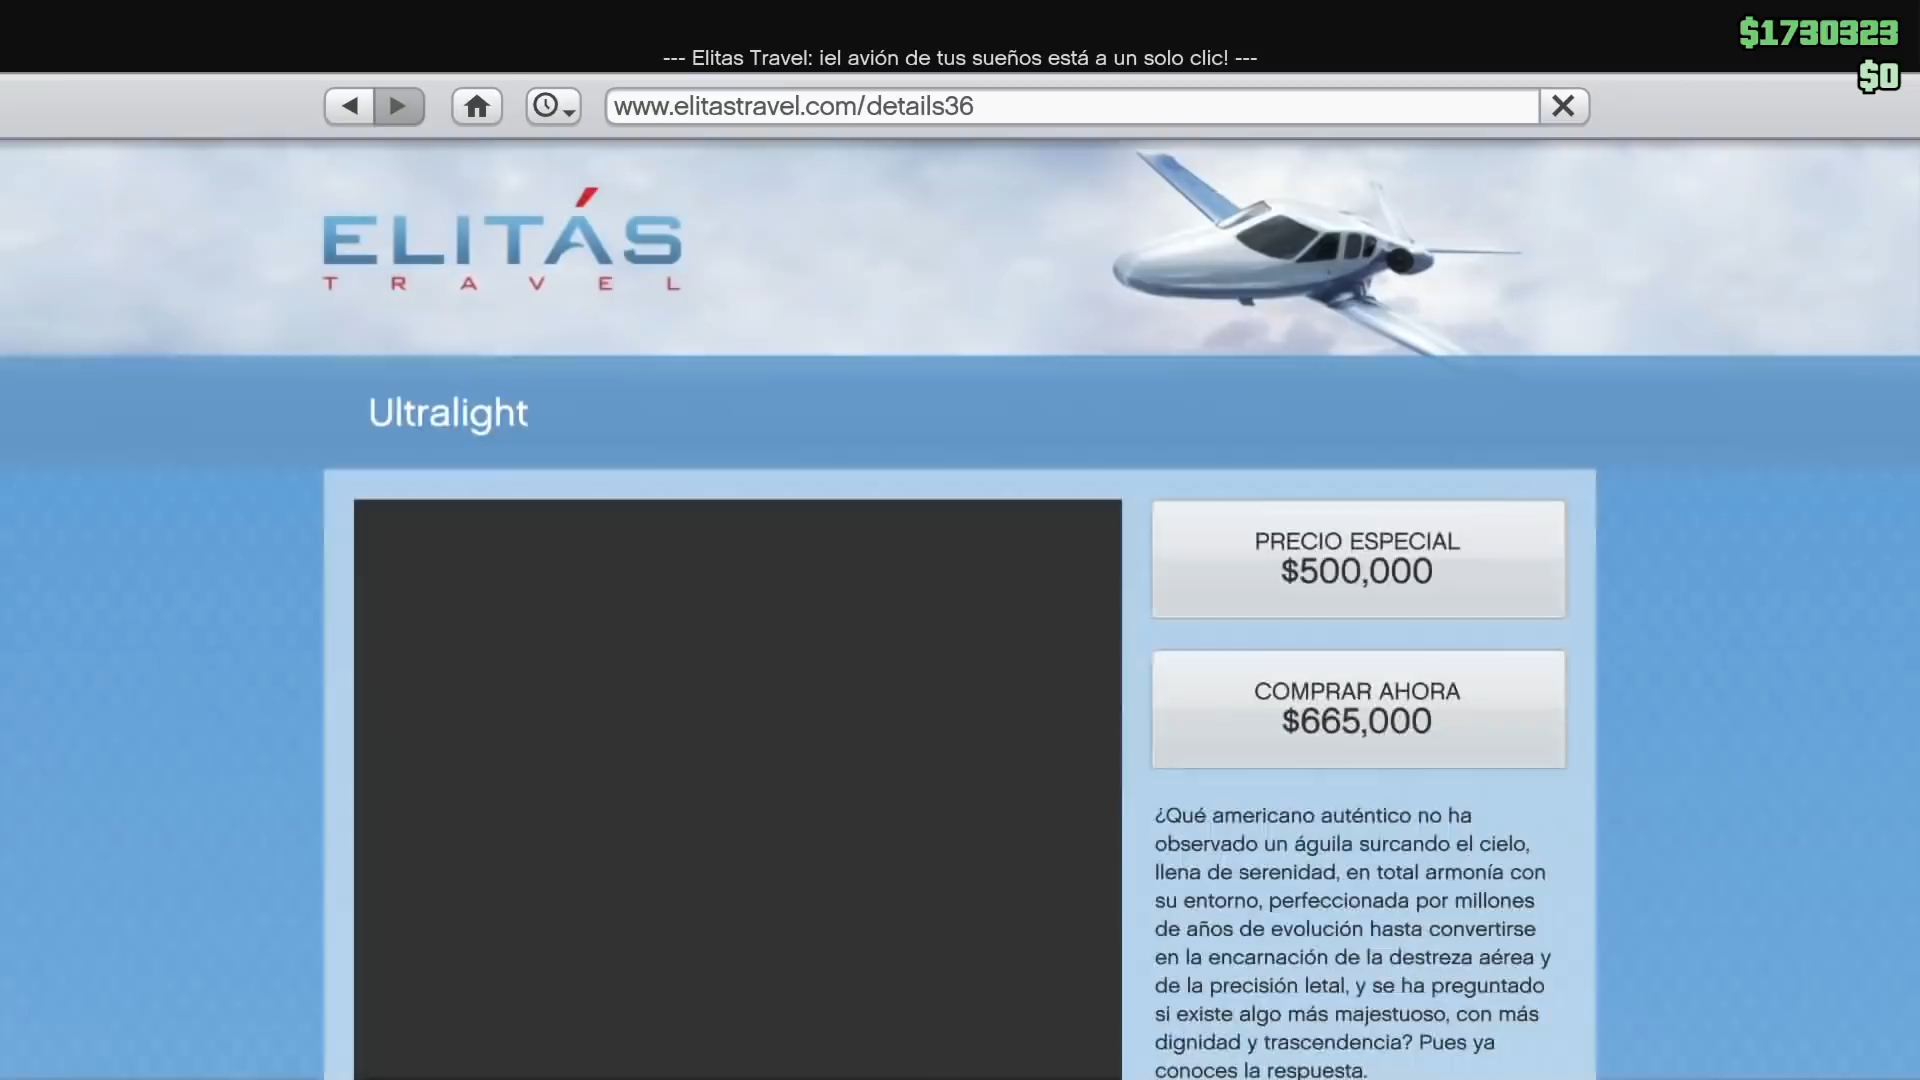 $1730323
--- Elitas Travel: ¡el avión de tus sueños está a un solo clic! ---
$0
www.elitastravel.com/details36
ELITÁS
TRAVEL
Ultralight
PRECIO ESPECIAL
$500,000
COMPRAR AHORA
$665,000
¿Qué americano auténtico no ha
observado un águila surcando el cielo,
llena de serenidad, en total armonía con
su entorno, perfeccionada por millones
de años de evolución hasta convertirse
en la encarnación de la destreza aérea y
de la precisión letal, y se ha preguntado
si existe algo más majestuoso, con más
dignidad y trascendencia? Pues ya
conoces la respuesta.